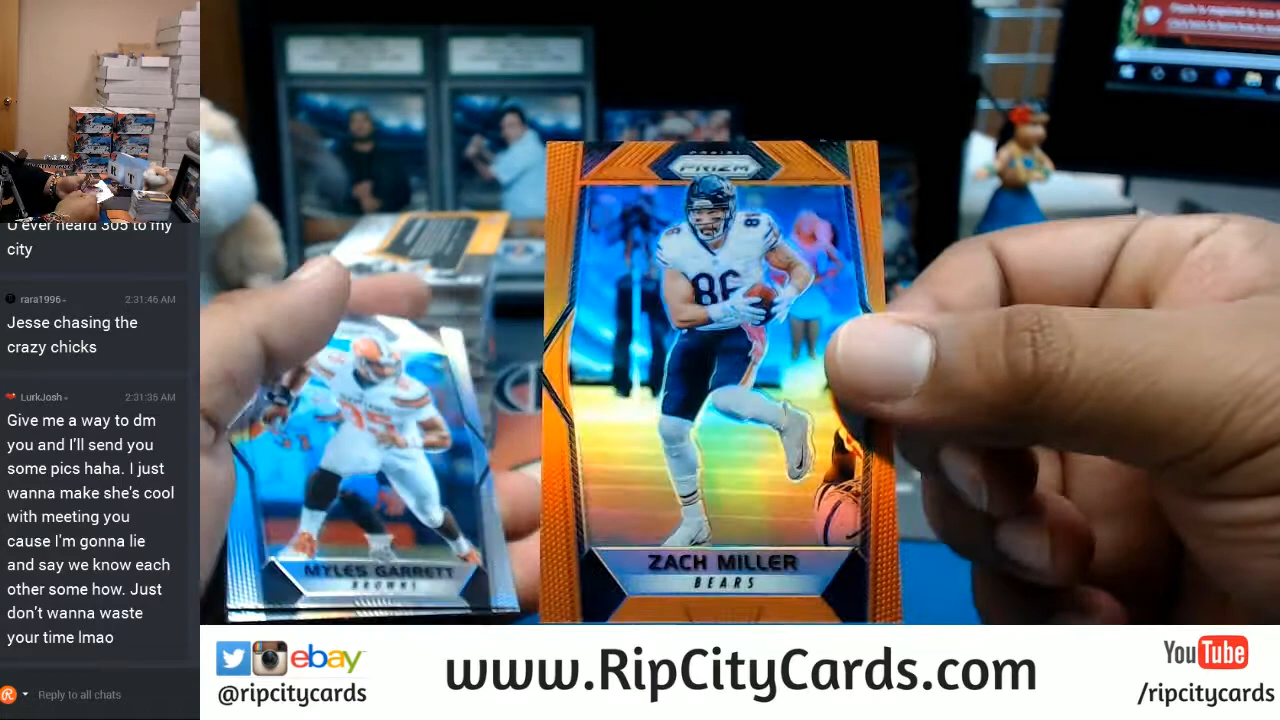 U ever heard 305 to my
city
rara1996-
2:31:46 AM
Jesse chasing the
crazy chicks
LurkJosh-
2:31:35 AM
Give me a way to dm
you and I'll send you
some pics haha. I just
wanna make she's cool
with meeting you
cause I'm gonna lie
and say we know each
other some how. Just
don't wanna waste
your time lmao
Reply to all chats
PANINI
PRIZM
86
86
ZACH MILLER
BEARS
95
MYLES GARRETT
BROWNS
ebay
@ripcitycards
www.RipCityCards.com
YouTube
/ripcitycards